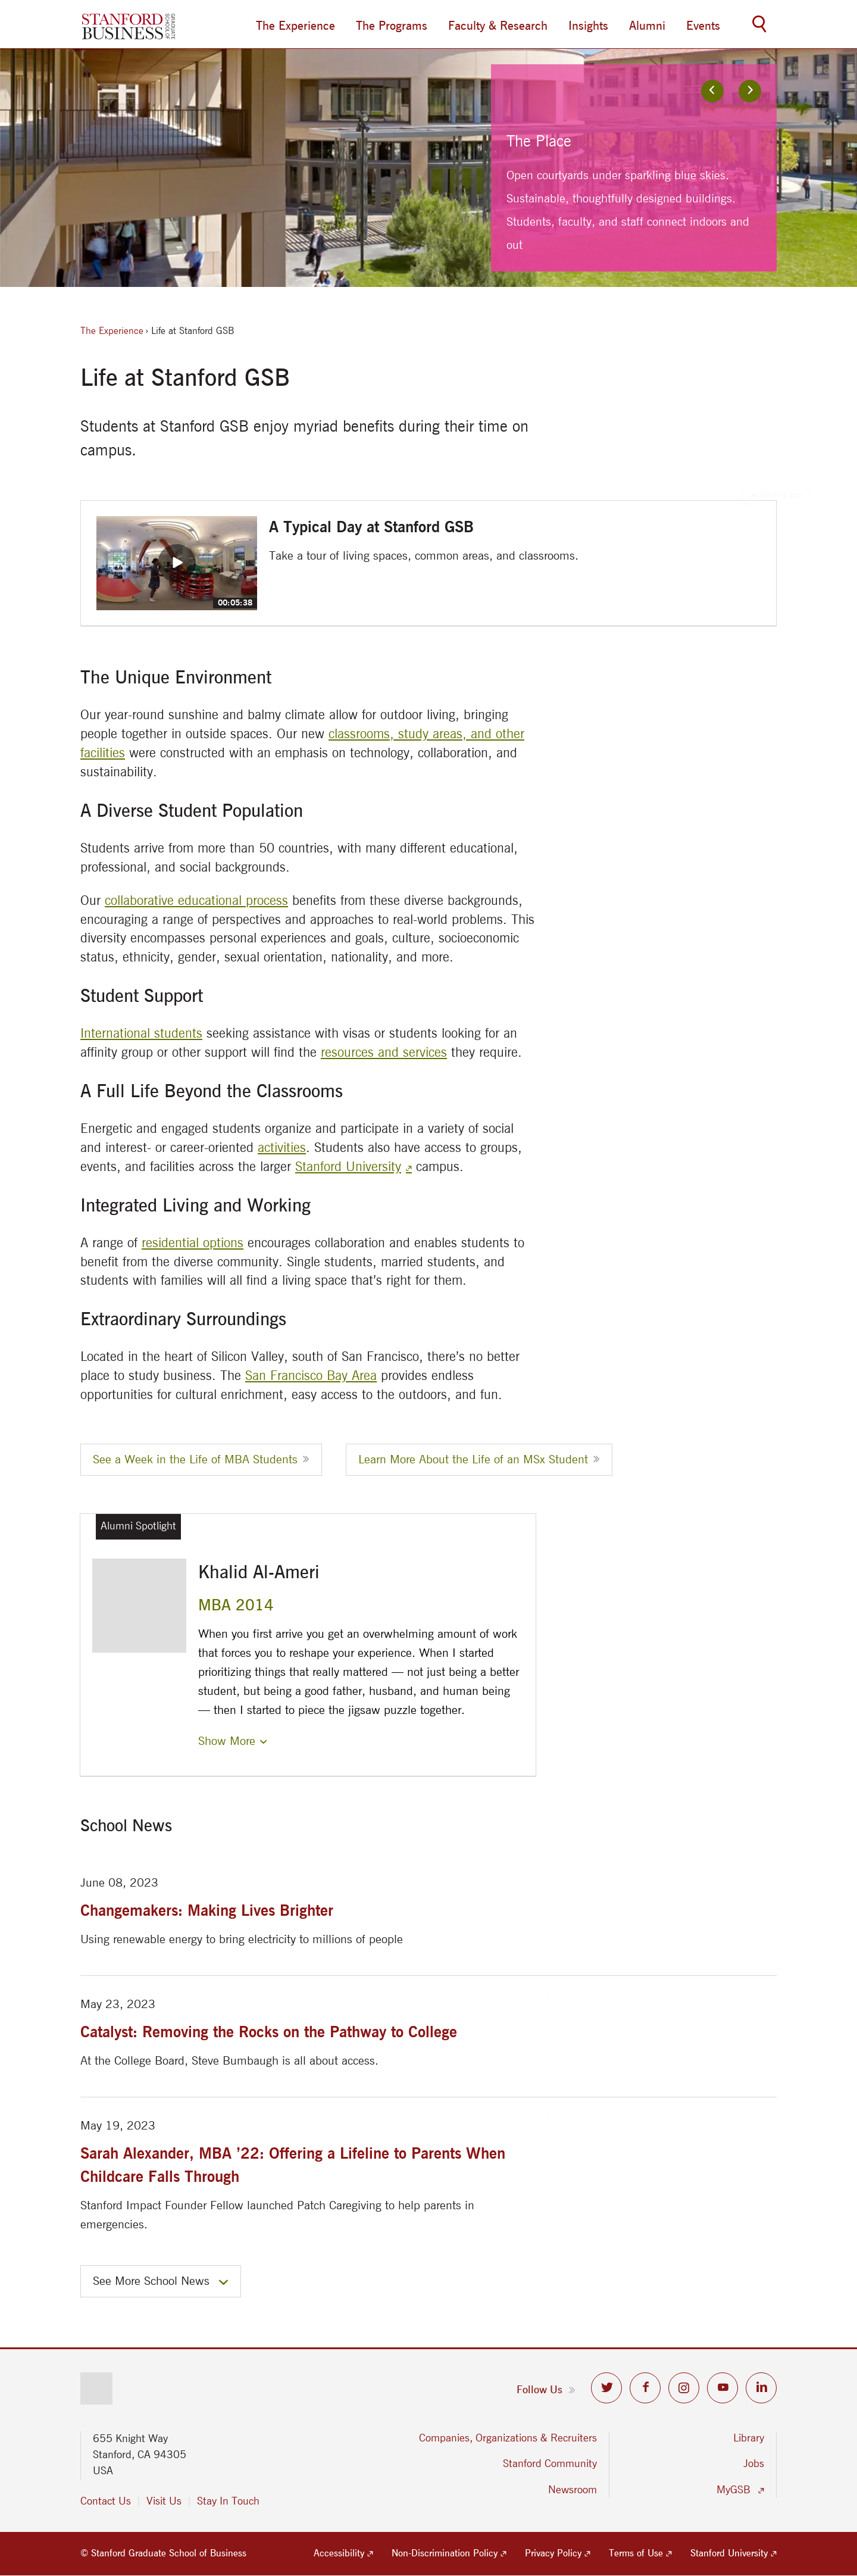 STANFORD
BUSINESS
GRADUATE
SCHOOL OF
The Experience
The Programs
Faculty & Research
Insights
Alumni
Events
The Place
Open courtyards under sparkling blue skies.
Sustainable, thoughtfully designed buildings.
Students, faculty, and staff connect indoors and
out
The Experience › Life at Stanford GSB
Life at Stanford GSB
Students at Stanford GSB enjoy myriad benefits during their time on
campus.
00:05:38
A Typical Day at Stanford GSB
Take a tour of living spaces, common areas, and classrooms.
The Unique Environment
Our year-round sunshine and balmy climate allow for outdoor living, bringing
people together in outside spaces. Our new classrooms, study areas, and other
facilities were constructed with an emphasis on technology, collaboration, and
sustainability.
A Diverse Student Population
Students arrive from more than 50 countries, with many different educational,
professional, and social backgrounds.
Our collaborative educational process benefits from these diverse backgrounds,
encouraging a range of perspectives and approaches to real-world problems. This
diversity encompasses personal experiences and goals, culture, socioeconomic
status, ethnicity, gender, sexual orientation, nationality, and more.
Student Support
International students seeking assistance with visas or students looking for an
affinity group or other support will find the resources and services they require.
A Full Life Beyond the Classrooms
Energetic and engaged students organize and participate in a variety of social
and interest- or career-oriented activities. Students also have access to groups,
events, and facilities across the larger Stanford University campus.
Integrated Living and Working
A range of residential options encourages collaboration and enables students to
benefit from the diverse community. Single students, married students, and
students with families will all find a living space that's right for them.
Extraordinary Surroundings
Located in the heart of Silicon Valley, south of San Francisco, there's no better
place to study business. The San Francisco Bay Area provides endless
opportunities for cultural enrichment, easy access to the outdoors, and fun.
See a Week in the Life of MBA Students »
Learn More About the Life of an MSx Student »
Alumni Spotlight
Khalid Al-Ameri
MBA 2014
When you first arrive you get an overwhelming amount of work
that forces you to reshape your experience. When I started
prioritizing things that really mattered — not just being a better
student, but being a good father, husband, and human being
— then I started to piece the jigsaw puzzle together.
Show More
School News
June 08, 2023
Changemakers: Making Lives Brighter
Using renewable energy to bring electricity to millions of people
May 23, 2023
Catalyst: Removing the Rocks on the Pathway to College
At the College Board, Steve Bumbaugh is all about access.
May 19, 2023
Sarah Alexander, MBA ’22: Offering a Lifeline to Parents When
Childcare Falls Through
Stanford Impact Founder Fellow launched Patch Caregiving to help parents in
emergencies.
See More School News
Follow Us »
655 Knight Way
Stanford, CA 94305
USA
Contact Us
Visit Us
Stay In Touch
Companies, Organizations & Recruiters
Stanford Community
Newsroom
Library
Jobs
MyGSB
© Stanford Graduate School of Business
Accessibility
Non-Discrimination Policy
Privacy Policy
Terms of Use
Stanford University